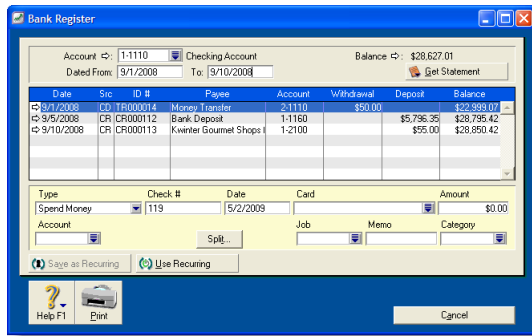 Bank Register
Account 1-1110 Checking Account Balance $28,627.01
Dated From: 9/1/2008 To: 9/10/2008 Get Statement
Date Src ID # Payee Account Withdrawal Deposit Balance
9/1/2008 CD TR000014 Money Transfer 2-1110 $50.00 $22,999.07
9/5/2008 CR CR000112 Bank Deposit 1-1160 $5,796.35 $28,795.42
9/10/2008 CR CR000113 Kwinter Gourmet Shops 1-2100 $55.00 $28,850.42
Type Check # Date Card Amount
Spend Money 119 5/2/2009 $0.00
Account Job Memo Category
Split...
Save as Recurring Use Recurring
Help F1 Print Cancel